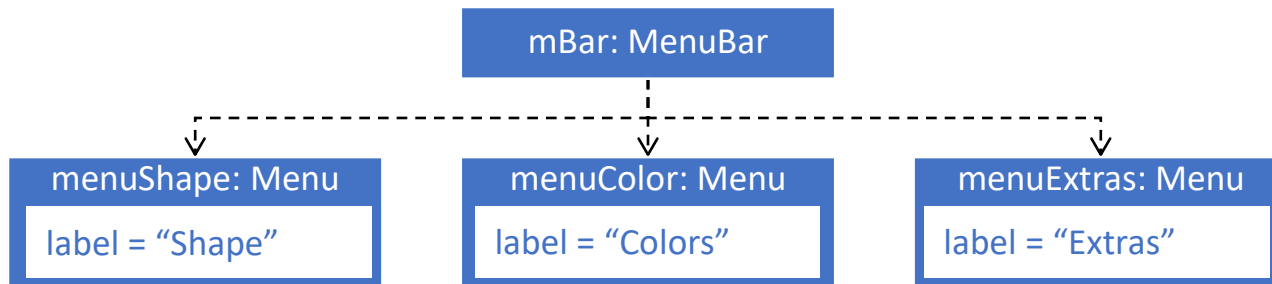 mBar: MenuBar
menuShape: Menu
menuColor: Menu
menuExtras: Menu
label = “Shape”
label = “Colors”
label = “Extras”